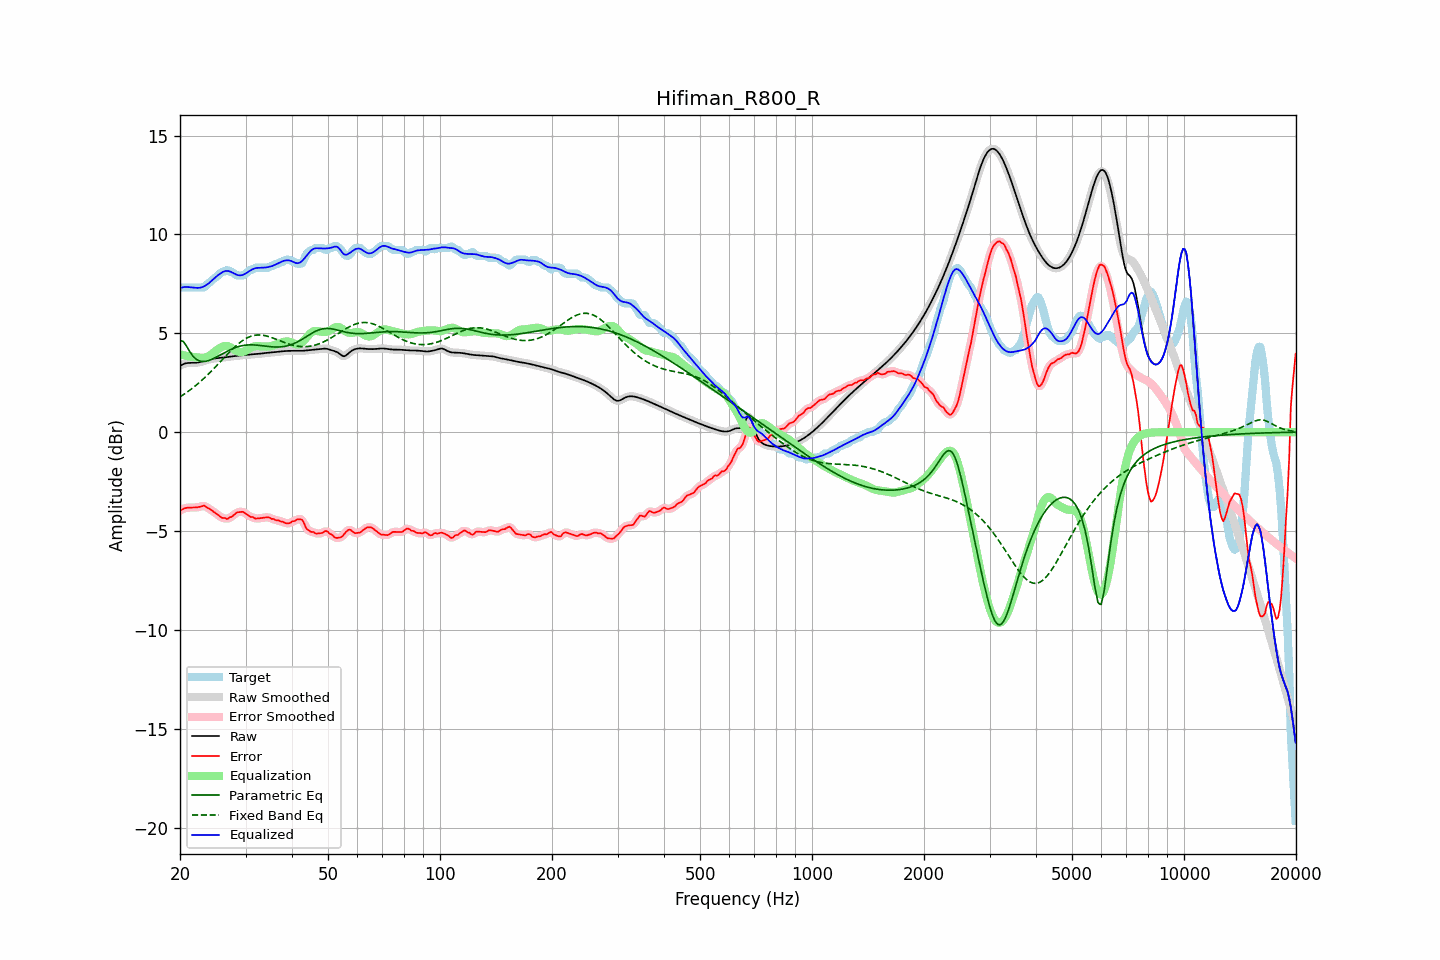 Hifiman_R800_R
Amplitude (dBr)
15
10
5
0
−5
−10
−15
−20
Target
Raw Smoothed
Error Smoothed
Raw
Error
Equalization
Parametric Eq
Fixed Band Eq
Equalized
20 50 100 200 500 1000 2000 5000 10000 20000
Frequency (Hz)